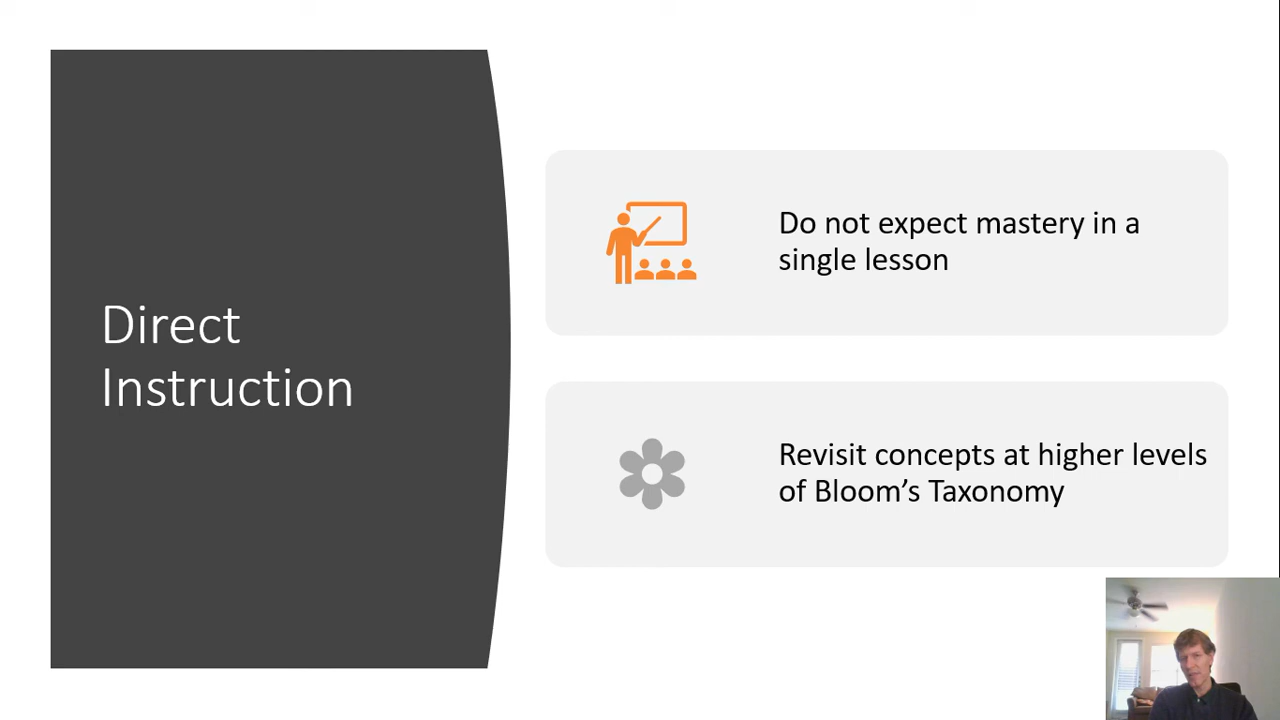 Direct
Instruction
Do not expect mastery in a
single lesson
Revisit concepts at higher levels
of Bloom’s Taxonomy